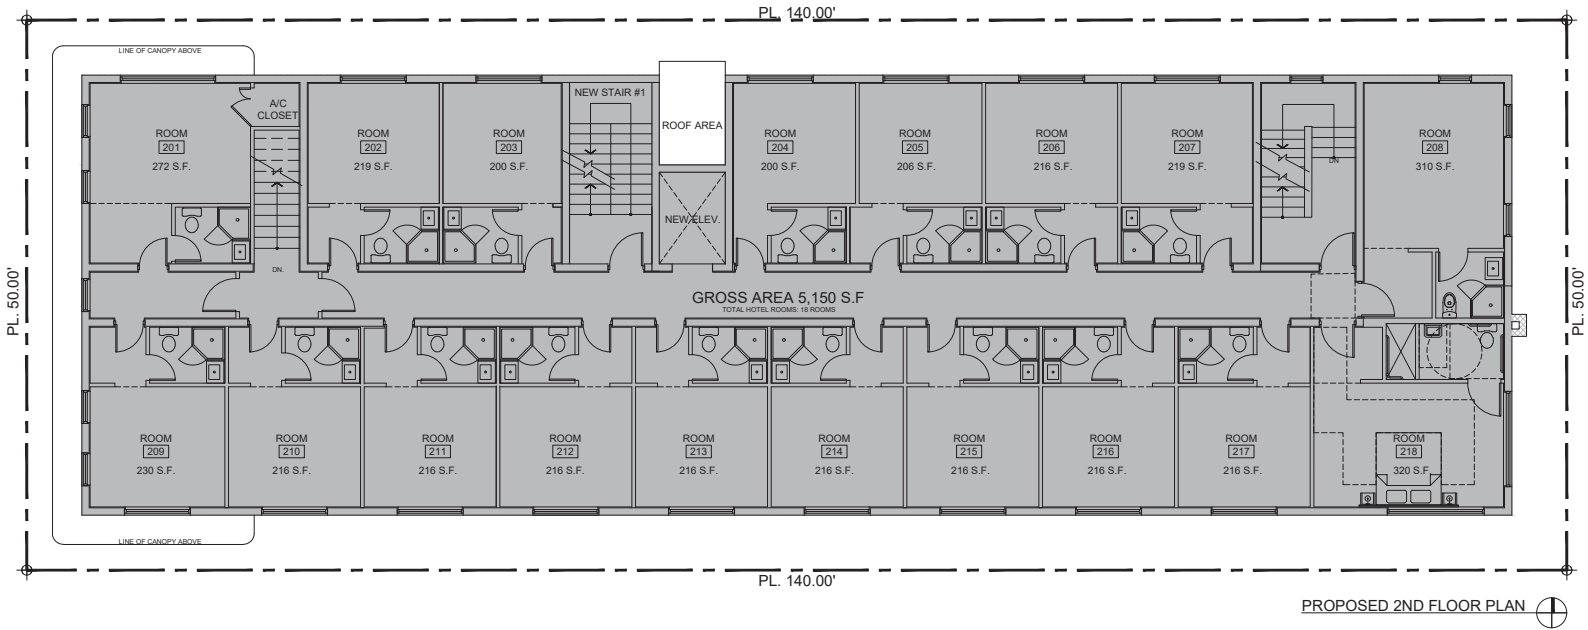 PL. 140.00'
LINE OF CANOPY ABOVE
A/C
CLOSET
NEW STAIR #1
ROOF AREA
ROOM
201
272 S.F.
ROOM
202
219 S.F.
ROOM
203
200 S.F.
ROOM
204
200 S.F.
ROOM
205
206 S.F.
ROOM
206
216 S.F.
ROOM
207
219 S.F.
DN
ROOM
208
310 S.F.
NEW ELEV.
DN.
PL. 50.00'
GROSS AREA 5,150 S.F
TOTAL HOTEL ROOMS: 18 ROOMS
PL. 50.00'
ROOM
209
230 S.F.
ROOM
210
216 S.F.
ROOM
211
216 S.F.
ROOM
212
216 S.F.
ROOM
213
216 S.F.
ROOM
214
216 S.F.
ROOM
215
216 S.F.
ROOM
216
216 S.F.
ROOM
217
216 S.F.
ROOM
218
320 S.F.
LINE OF CANOPY ABOVE
PL. 140.00'
PROPOSED 2ND FLOOR PLAN